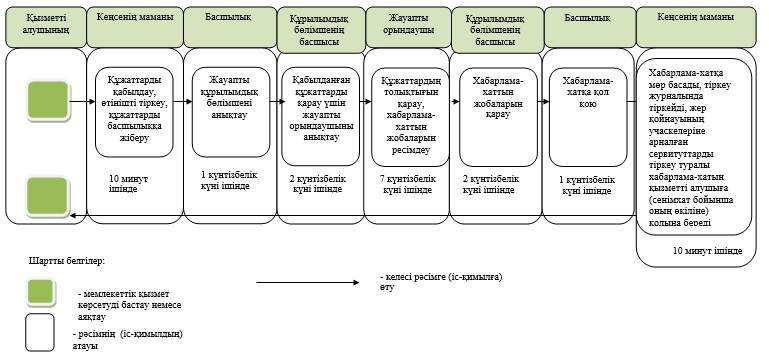 Қызметті
алушының
Кеңсенің маманы
Басшылық
Құрылымдық
бөлімшенің
басшысы
Жауапты
орындаушы
Құрылымдық
бөлімшенің
басшысы
Басшылық
Кеңсенің маманы
Құжаттарды
қабылдау,
өтінішті тіркеу,
құжаттарды
басшылыққа
жіберу
10 минут
ішінде
Жауапты
құрылымдық
бөлімшені
анықтау
1 күнтізбелік
күні ішінде
Қабылданған
құжаттарды
қарау үшін
жауапты
орындаушыны
анықтау
2 күнтізбелік
күні ішінде
Құжаттардың
толықтығын
қарау,
хабарлама-
хаттын
жобаларын
ресімдеу
7 күнтізбелік
күні ішінде
Хабарлама-
хаттын
жобаларын
қарау
2 күнтізбелік
күні ішіінде
Хабарлама-
хатқа қол
қою
1 күнтізбелік
күні ішінде
Хабарлама-хатқа
мөр басады, тіркеу
журналында
тіркейді, жер
қойнауының
учаскелеріне
арналған
сервитуттарды
тіркеу туралы
хабарлама-хатын
қызметті алушыға
(сенімхат бойынша
оның өкіліне)
қолына береді
10 минут ішінде
Шартты белгілер:
- мемлекеттік қызмет
көрсетуді бастау немесе
аяқтау
- рәсімнің (іс-қимылдың)
атауы
- келесі рәсімге (іс-қимылға)
өту